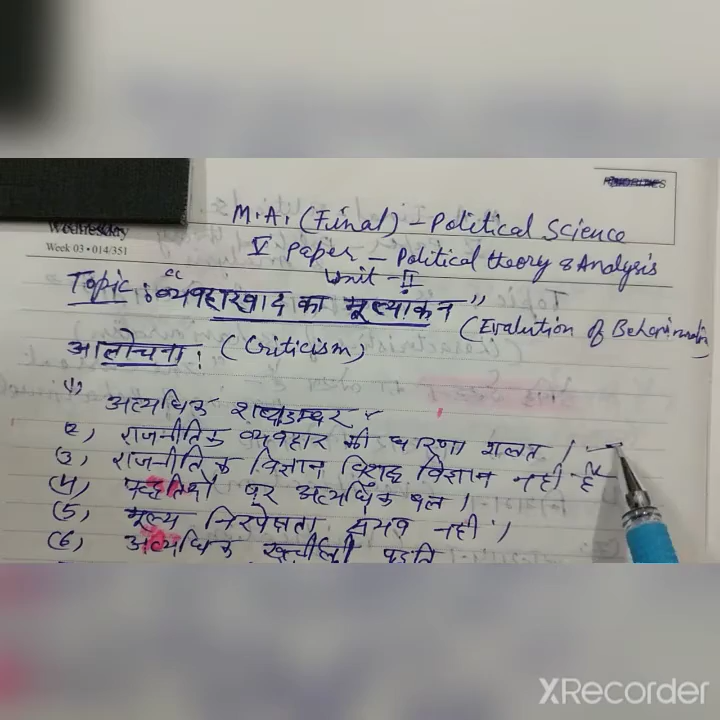 Wednesday
Week 03 • 014/351
M.A. (Final) - Political Science
V Paper - Political theory & Analysis
Unit - II
Topic : "व्यवहारवाद का मूल्यांकन"
(Evalution of Behaviouralism)
आलोचना : (Criticism)
1) अत्यधिक शब्दाडम्बर
2) राजनीतिक व्यवहार की धारणा गलत ।
3) राजनीतिक विज्ञान विशुद्ध विज्ञान नही है
(4) पद्धतियों पर अत्यधिक बल ।
(5) मूल्य निरपेक्षता संभव नही ।
(6) अत्यधिक खर्चीली पद्धति
XRecorder